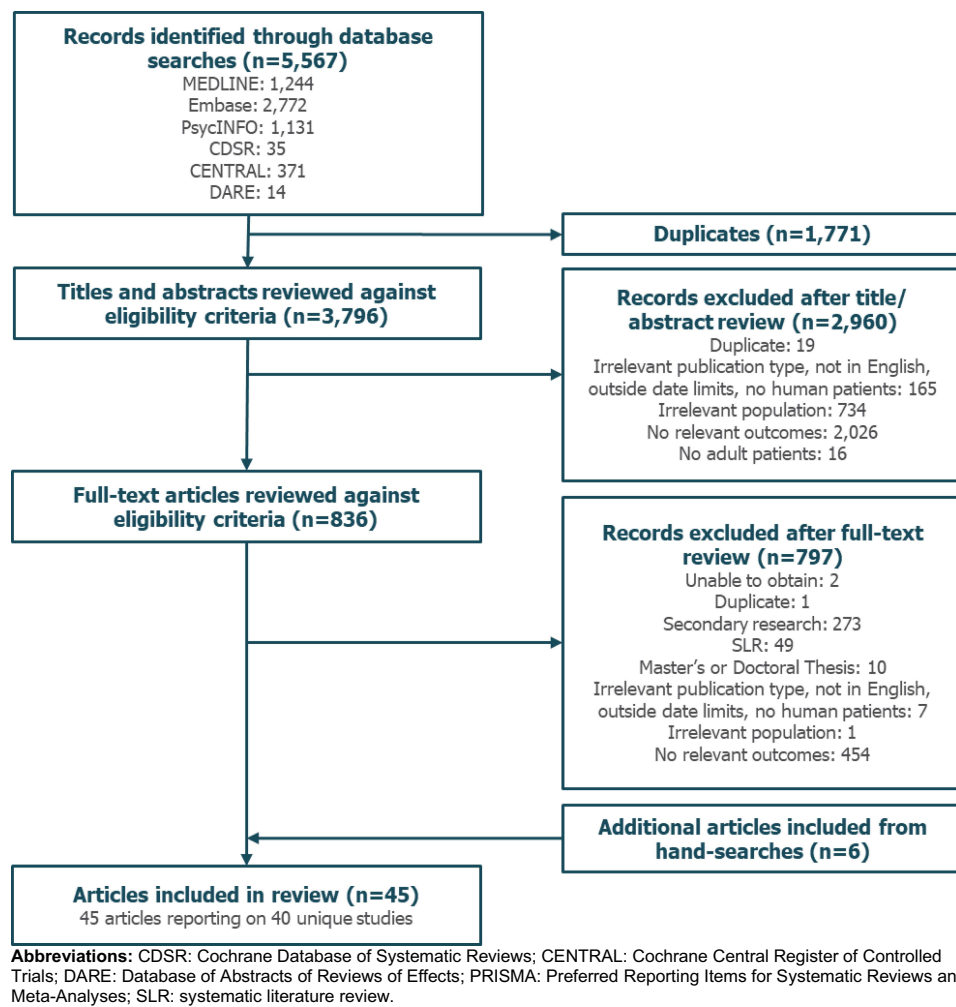 Records identified through database
searches (n=5,567)
MEDLINE: 1,244
Embase: 2,772
PsycINFO: 1,131
CDSR: 35
CENTRAL: 371
DARE: 14
Duplicates (n=1,771)
Titles and abstracts reviewed against
eligibility criteria (n=3,796)
Records excluded after title/
abstract review (n=2,960)
Duplicate: 19
Irrelevant publication type, not in English,
outside date limits, no human patients: 165
Irrelevant population: 734
No relevant outcomes: 2,026
No adult patients: 16
Full-text articles reviewed against
eligibility criteria (n=836)
Records excluded after full-text
review (n=797)
Unable to obtain: 2
Duplicate: 1
Secondary research: 273
SLR: 49
Master's or Doctoral Thesis: 10
Irrelevant publication type, not in English,
outside date limits, no human patients: 7
Irrelevant population: 1
No relevant outcomes: 454
Additional articles included from
hand-searches (n=6)
Articles included in review (n=45)
45 articles reporting on 40 unique studies
Abbreviations: CDSR: Cochrane Database of Systematic Reviews; CENTRAL: Cochrane Central Register of Controlled
Trials; DARE: Database of Abstracts of Reviews of Effects; PRISMA: Preferred Reporting Items for Systematic Reviews an
Meta-Analyses; SLR: systematic literature review.